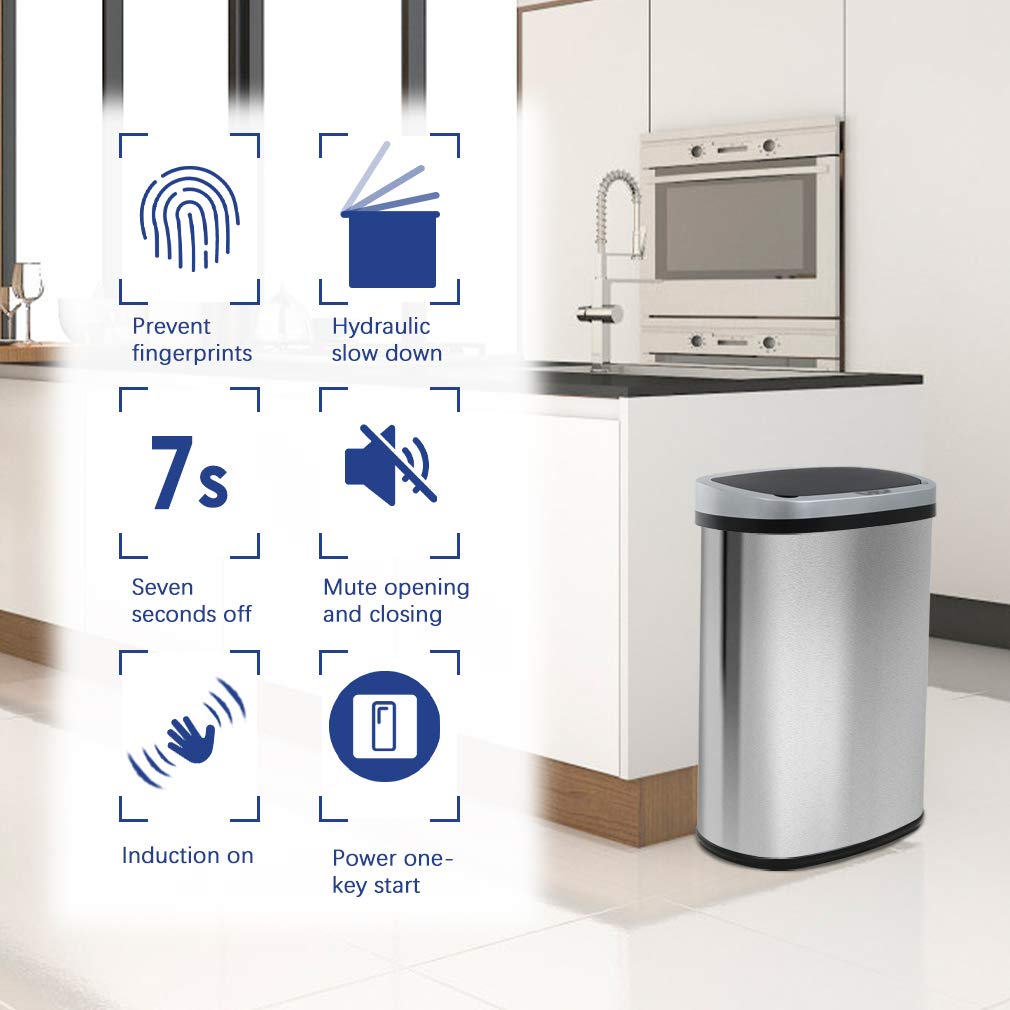 Prevent
fingerprints
Hydraulic
slow down
7s
Seven
seconds off
Mute opening
and closing
Induction on
Power one-
key start